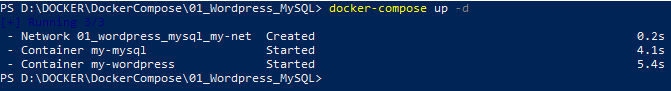 PS D:\DOCKER\DockerCompose\01_Wordpress_MySQL> docker-compose up -d
[+] Running 3/3
- Network 01_wordpress_mysql_my-net Created 0.2s
- Container my-mysql Started 4.1s
- Container my-wordpress Started 5.4s
PS D:\DOCKER\DockerCompose\01_Wordpress_MySQL>